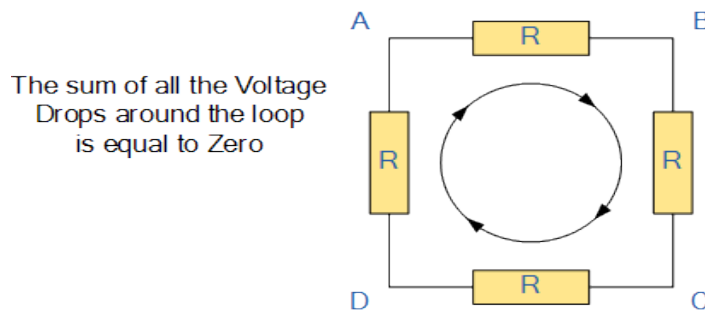 A
B
R
The sum of all the Voltage
Drops around the loop
is equal to Zero
R
R
R
D
C